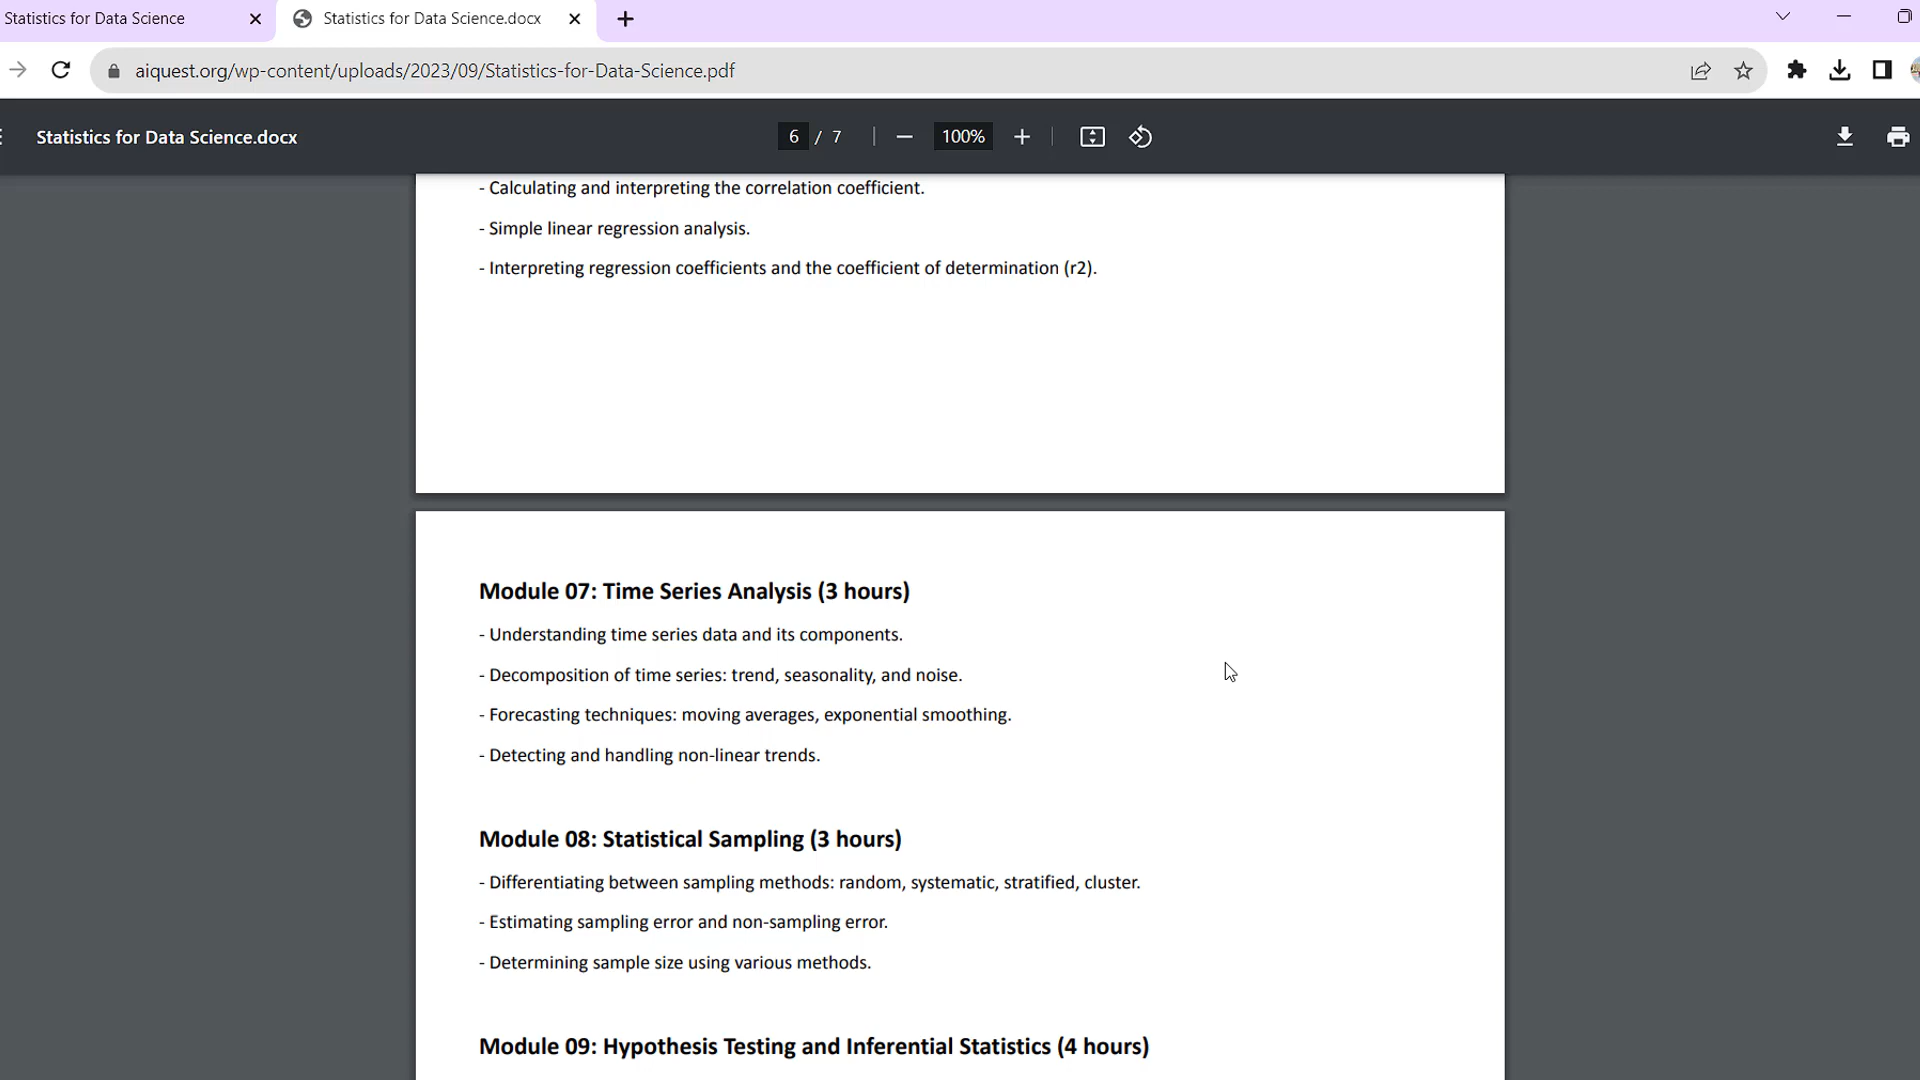 Statistics for Data Science
Statistics for Data Science.docx
aiquest.org/wp-content/uploads/2023/09/Statistics-for-Data-Science.pdf
Statistics for Data Science.docx
6 / 7
100%
- Calculating and interpreting the correlation coefficient.
- Simple linear regression analysis.
- Interpreting regression coefficients and the coefficient of determination (r2).
Module 07: Time Series Analysis (3 hours)
- Understanding time series data and its components.
- Decomposition of time series: trend, seasonality, and noise.
- Forecasting techniques: moving averages, exponential smoothing.
- Detecting and handling non-linear trends.
Module 08: Statistical Sampling (3 hours)
- Differentiating between sampling methods: random, systematic, stratified, cluster.
- Estimating sampling error and non-sampling error.
- Determining sample size using various methods.
Module 09: Hypothesis Testing and Inferential Statistics (4 hours)